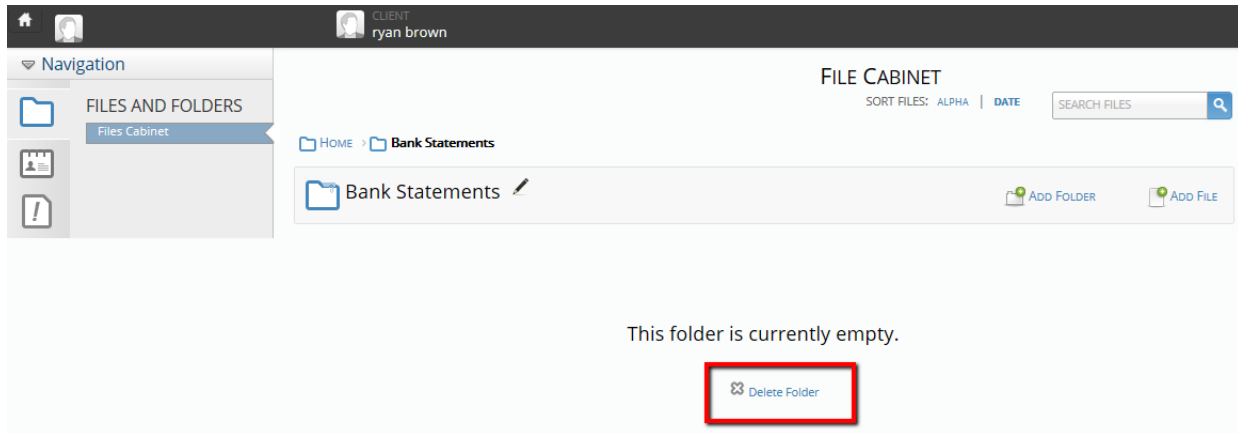 CLIENT
ryan brown
Navigation
FILE CABINET
FILES AND FOLDERS
SORT FILES: ALPHA | DATE
SEARCH FILES
Files Cabinet
HOME › Bank Statements
Bank Statements
ADD FOLDER
ADD FILE
This folder is currently empty.
Delete Folder